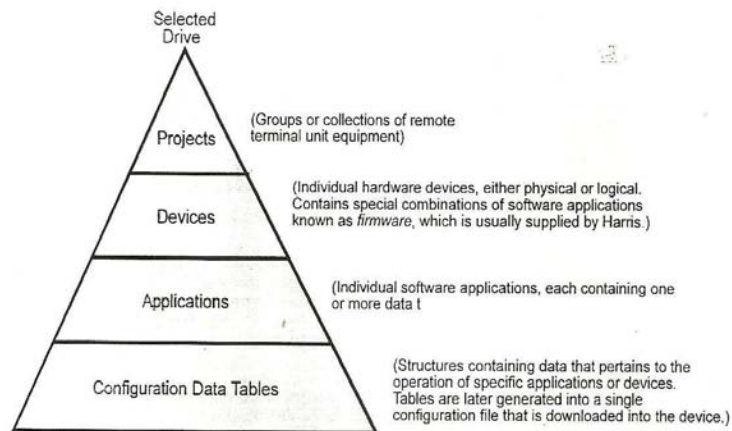 Selected
Drive
Projects
(Groups or collections of remote
terminal unit equipment)
Devices
(Individual hardware devices, either physical or logical.
Contains special combinations of software applications
known as firmware, which is usually supplied by Harris.)
Applications
(Individual software applications, each containing one
or more data t
Configuration Data Tables
(Structures containing data that pertains to the
operation of specific applications or devices.
Tables are later generated into a single
configuration file that is downloaded into the device.)